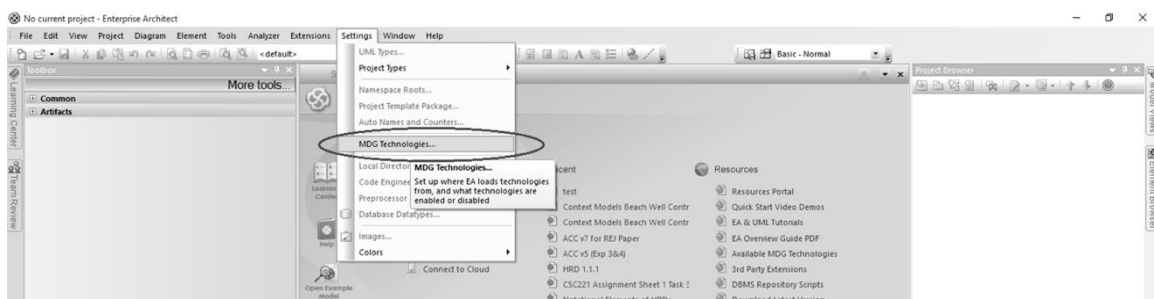 No current project - Enterprise Architect
File Edit View Project Diagram Element Tools Analyzer Extensions Settings Window Help
<default>
Basic - Normal
Toolbox
More tools...
Common
Artifacts
Learning Center
Team Review
UML Types...
Project Types
Namespace Roots...
Project Template Package...
Auto Names and Counters...
MDG Technologies...
Local Director
Code Enginee
Preprocessor
Database Datatypes...
Images...
Colors
MDG Technologies...
Set up where EA loads technologies
from, and what technologies are
enabled or disabled
S
Learnin
Center
Help
Open Example
Model
Connect to Cloud
cent
test
Context Models Beach Well Contr
Context Models Beach Well Contr
ACC v7 for REJ Paper
ACC v5 (Exp 3&4)
HRD 1.1.1
CSC221 Assignment Sheet 1 Task
Resources
Resources Portal
Quick Start Video Demos
EA & UML Tutorials
EA Overview Guide PDF
Available MDG Technologies
3rd Party Extensions
DBMS Repository Scripts
Project Browser
Model Views
Element Browser